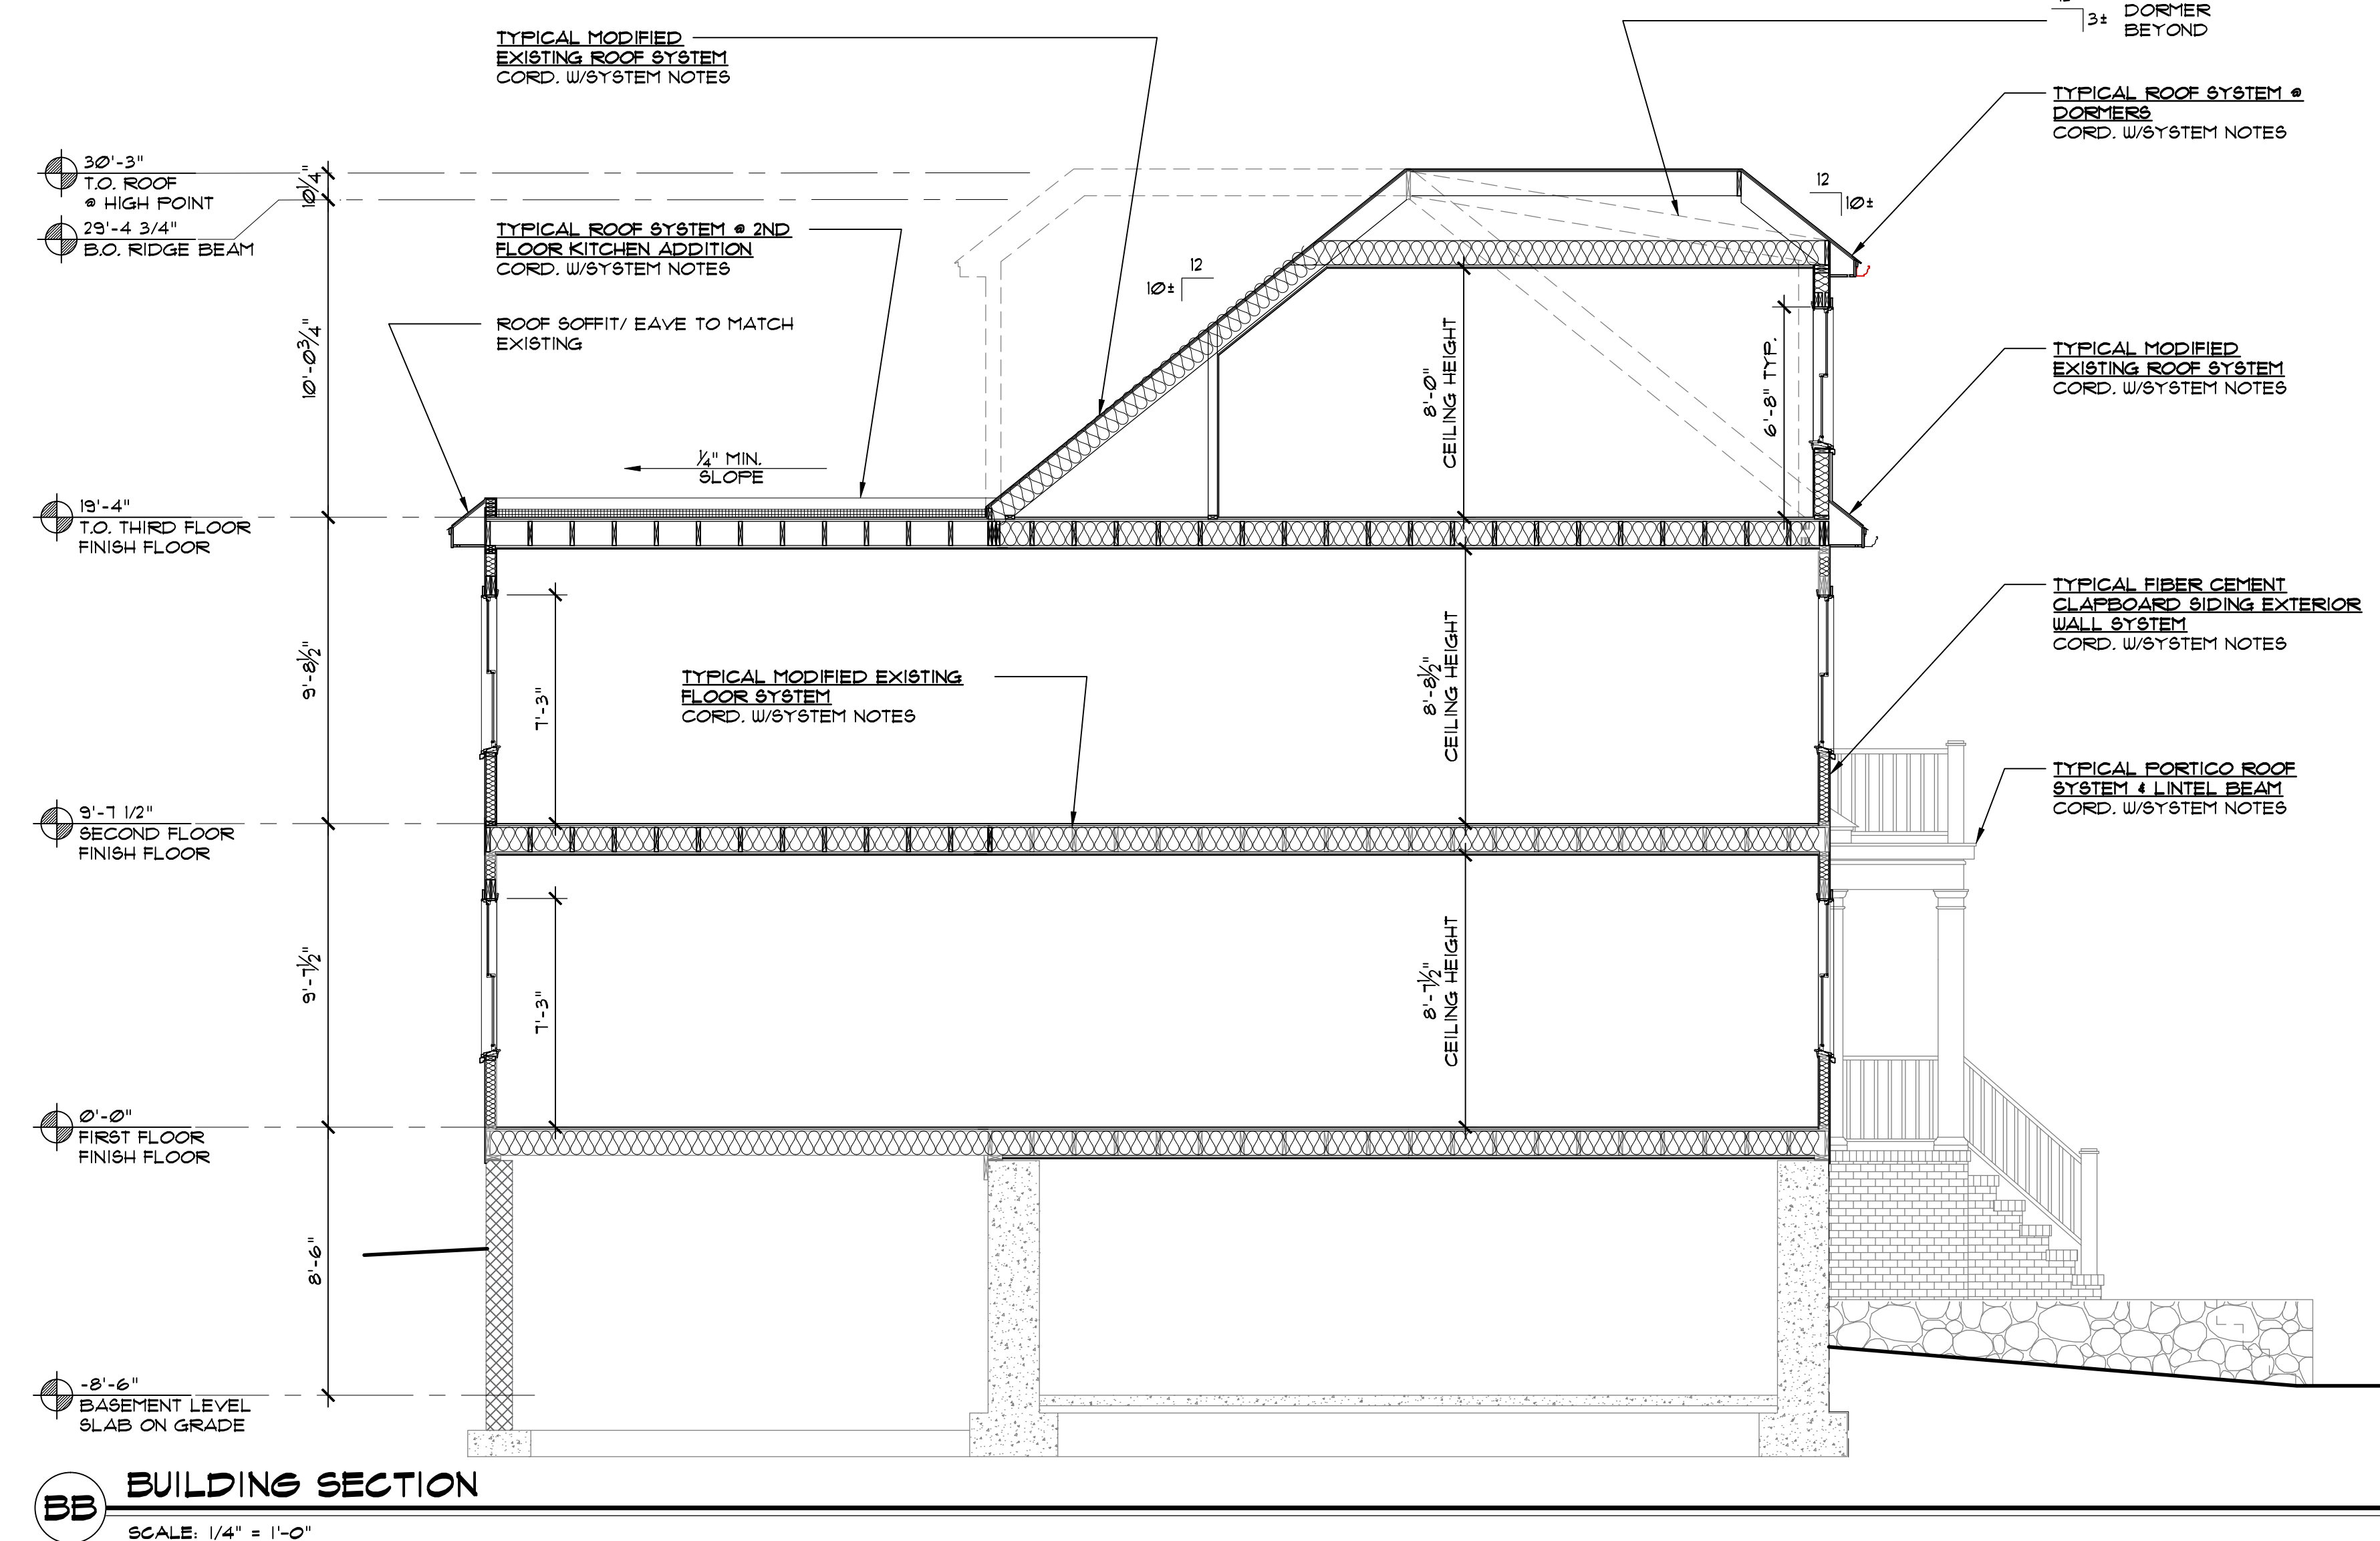 3± DORMER
BEYOND
TYPICAL MODIFIED
EXISTING ROOF SYSTEM
CORD. W/SYSTEM NOTES
TYPICAL ROOF SYSTEM @
DORMERS
CORD. W/SYSTEM NOTES
30'-3"
T.O. ROOF
@ HIGH POINT
10¼"
29'-4 3/4"
B.O. RIDGE BEAM
TYPICAL ROOF SYSTEM @ 2ND
FLOOR KITCHEN ADDITION
CORD. W/SYSTEM NOTES
12
10±
12
10±
ROOF SOFFIT/ EAVE TO MATCH
EXISTING
10'-0¾"
8'-0"
CEILING HEIGHT
6'-8" TYP.
TYPICAL MODIFIED
EXISTING ROOF SYSTEM
CORD. W/SYSTEM NOTES
¼" MIN.
SLOPE
19'-4"
T.O. THIRD FLOOR
FINISH FLOOR
TYPICAL FIBER CEMENT
CLAPBOARD SIDING EXTERIOR
WALL SYSTEM
CORD. W/SYSTEM NOTES
9'-8½"
7'-3"
TYPICAL MODIFIED EXISTING
FLOOR SYSTEM
CORD. W/SYSTEM NOTES
8'-8½"
CEILING HEIGHT
TYPICAL PORTICO ROOF
SYSTEM & LINTEL BEAM
CORD. W/SYSTEM NOTES
9'-7 1/2"
SECOND FLOOR
FINISH FLOOR
9'-7½"
7'-3"
8'-7½"
CEILING HEIGHT
0'-0"
FIRST FLOOR
FINISH FLOOR
8'-6"
-8'-6"
BASEMENT LEVEL
SLAB ON GRADE
BB
BUILDING SECTION
SCALE: 1/4" = 1'-0"